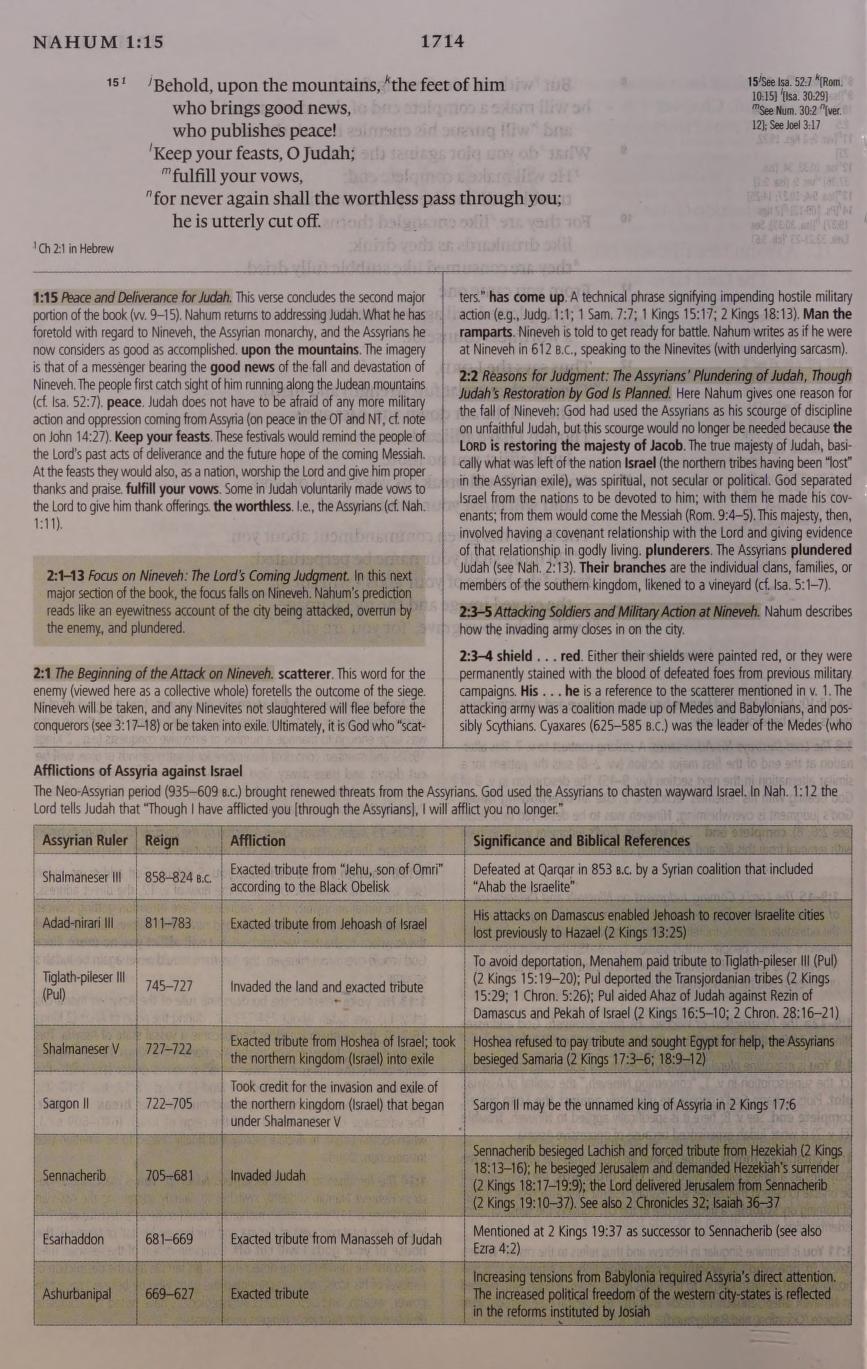 NAHUM 1:15
1714
15 1 jBehold, upon the mountains, kthe feet of him
who brings good news,
who publishes peace!
lKeep your feasts, O Judah;
mfulfill your vows,
nfor never again shall the worthless pass through you;
he is utterly cut off.
1 Ch 2:1 in Hebrew
15 jSee Isa. 52:7 k[Rom.
10:15] l[Isa. 30:29]
mSee Num. 30:2 n[ver.
12]; See Joel 3:17
1:15 Peace and Deliverance for Judah. This verse concludes the second major
portion of the book (vv. 9–15). Nahum returns to addressing Judah. What he has
foretold with regard to Nineveh, the Assyrian monarchy, and the Assyrians he
now considers as good as accomplished. upon the mountains. The imagery
is that of a messenger bearing the good news of the fall and devastation of
Nineveh. The people first catch sight of him running along the Judean mountains
(cf. Isa. 52:7). peace. Judah does not have to be afraid of any more military
action and oppression coming from Assyria (on peace in the OT and NT, cf. note
on John 14:27). Keep your feasts. These festivals would remind the people of
the Lord's past acts of deliverance and the future hope of the coming Messiah.
At the feasts they would also, as a nation, worship the Lord and give him proper
thanks and praise. fulfill your vows. Some in Judah voluntarily made vows to
the Lord to give him thank offerings. the worthless. I.e., the Assyrians (cf. Nah.
1:11).
2:1–13 Focus on Nineveh: The Lord's Coming Judgment. In this next
major section of the book, the focus falls on Nineveh. Nahum's prediction
reads like an eyewitness account of the city being attacked, overrun by
the enemy, and plundered.
2:1 The Beginning of the Attack on Nineveh. scatterer. This word for the
enemy (viewed here as a collective whole) foretells the outcome of the siege.
Nineveh will be taken, and any Ninevites not slaughtered will flee before the
conquerors (see 3:17–18) or be taken into exile. Ultimately, it is God who "scat-
ters." has come up. A technical phrase signifying impending hostile military
action (e.g., Judg. 1:1; 1 Sam. 7:7; 1 Kings 15:17; 2 Kings 18:13). Man the
ramparts. Nineveh is told to get ready for battle. Nahum writes as if he were
at Nineveh in 612 B.C., speaking to the Ninevites (with underlying sarcasm).
2:2 Reasons for Judgment: The Assyrians' Plundering of Judah, Though
Judah's Restoration by God Is Planned. Here Nahum gives one reason for
the fall of Nineveh: God had used the Assyrians as his scourge of discipline
on unfaithful Judah, but this scourge would no longer be needed because the
LORD is restoring the majesty of Jacob. The true majesty of Judah, basi-
cally what was left of the nation Israel (the northern tribes having been "lost"
in the Assyrian exile), was spiritual, not secular or political. God separated
Israel from the nations to be devoted to him; with them he made his cov-
enants; from them would come the Messiah (Rom. 9:4–5). This majesty, then,
involved having a covenant relationship with the Lord and giving evidence
of that relationship in godly living. plunderers. The Assyrians plundered
Judah (see Nah. 2:13). Their branches are the individual clans, families, or
members of the southern kingdom, likened to a vineyard (cf. Isa. 5:1–7).
2:3–5 Attacking Soldiers and Military Action at Nineveh. Nahum describes
how the invading army closes in on the city.
2:3–4 shield . . . red. Either their shields were painted red, or they were
permanently stained with the blood of defeated foes from previous military
campaigns. His . . . he is a reference to the scatterer mentioned in v. 1. The
attacking army was a coalition made up of Medes and Babylonians, and pos-
sibly Scythians. Cyaxares (625–585 B.C.) was the leader of the Medes (who
Afflictions of Assyria against Israel
The Neo-Assyrian period (935–609 B.C.) brought renewed threats from the Assyrians. God used the Assyrians to chasten wayward Israel. In Nah. 1:12 the
Lord tells Judah that "Though I have afflicted you [through the Assyrians], I will afflict you no longer."
Assyrian Ruler Reign Affliction Significance and Biblical References
Shalmaneser III 858–824 B.C. Exacted tribute from "Jehu, son of Omri"
according to the Black Obelisk
Defeated at Qarqar in 853 B.C. by a Syrian coalition that included
"Ahab the Israelite"
Adad-nirari III 811–783 Exacted tribute from Jehoash of Israel
His attacks on Damascus enabled Jehoash to recover Israelite cities
lost previously to Hazael (2 Kings 13:25)
Tiglath-pileser III
(Pul)
745–727 Invaded the land and exacted tribute
To avoid deportation, Menahem paid tribute to Tiglath-pileser III (Pul)
(2 Kings 15:19–20); Pul deported the Transjordanian tribes (2 Kings
15:29; 1 Chron. 5:26); Pul aided Ahaz of Judah against Rezin of
Damascus and Pekah of Israel (2 Kings 16:5–10; 2 Chron. 28:16–21)
Shalmaneser V 727–722 Exacted tribute from Hoshea of Israel; took
the northern kingdom (Israel) into exile
Hoshea refused to pay tribute and sought Egypt for help, the Assyrians
besieged Samaria (2 Kings 17:3–6; 18:9–12)
Sargon II 722–705
Took credit for the invasion and exile of
the northern kingdom (Israel) that began
under Shalmaneser V
Sargon II may be the unnamed king of Assyria in 2 Kings 17:6
Sennacherib 705–681 Invaded Judah
Sennacherib besieged Lachish and forced tribute from Hezekiah (2 Kings
18:13–16); he besieged Jerusalem and demanded Hezekiah's surrender
(2 Kings 18:17–19:9); the Lord delivered Jerusalem from Sennacherib
(2 Kings 19:10–37). See also 2 Chronicles 32; Isaiah 36–37
Esarhaddon 681–669 Exacted tribute from Manasseh of Judah
Mentioned at 2 Kings 19:37 as successor to Sennacherib (see also
Ezra 4:2)
Ashurbanipal 669–627 Exacted tribute
Increasing tensions from Babylonia required Assyria's direct attention.
The increased political freedom of the western city-states is reflected
in the reforms instituted by Josiah